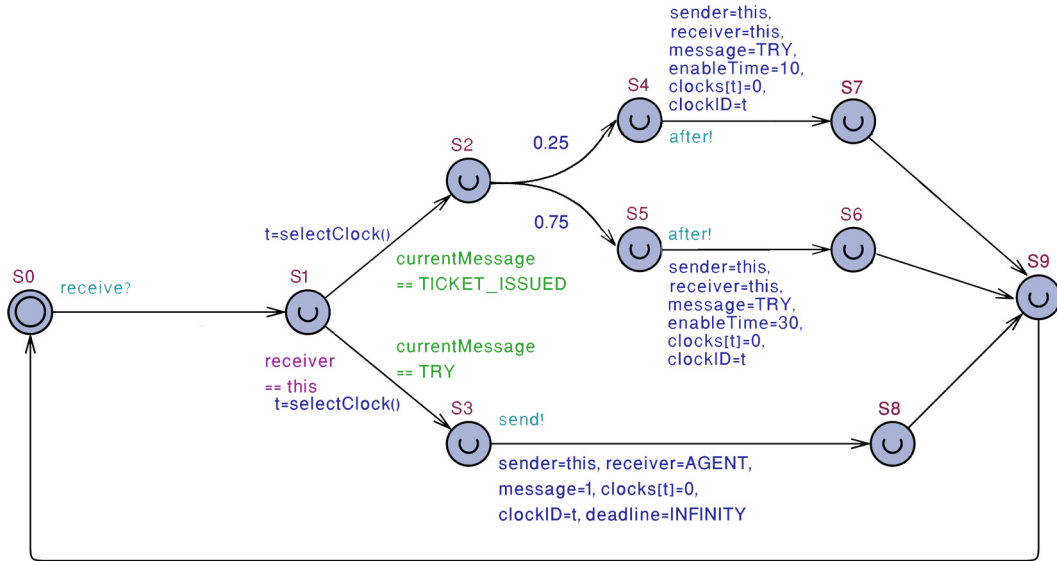 sender=this,
receiver=this,
message=TRY,
enableTime=10,
clocks[t]=0,
clockID=t
S4
S7
after!
S2
0.25
0.75
S5
after!
S6
sender=this,
receiver=this,
message=TRY,
enableTime=30,
clocks[t]=0,
clockID=t
t=selectClock()
currentMessage
== TICKET_ISSUED
S0
receive?
S1
S9
receiver
== this
currentMessage
== TRY
t=selectClock()
S3
send!
S8
sender=this, receiver=AGENT,
message=1, clocks[t]=0,
clockID=t, deadline=INFINITY